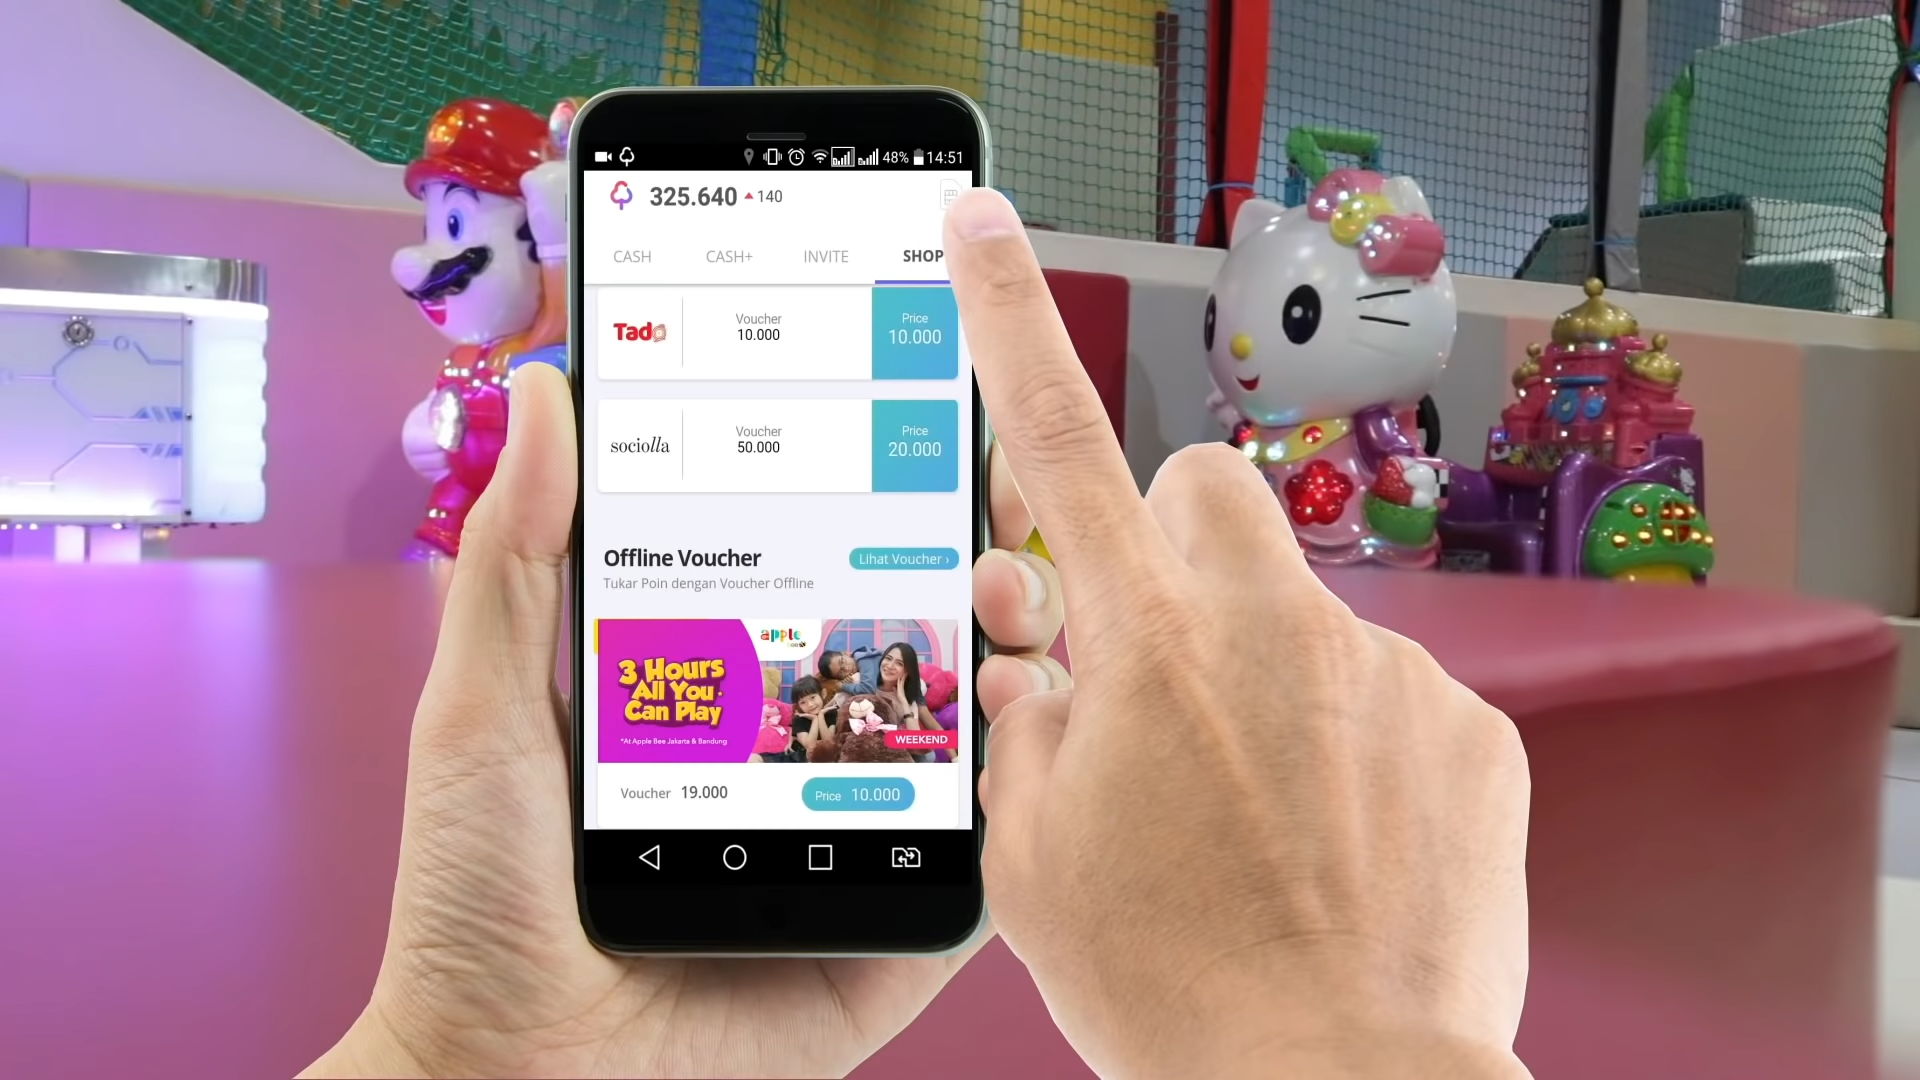 48% 14:51
325.640 140
CASH CASH+ INVITE SHOP
Tado
Voucher
10.000
Price
10.000
sociolla
Voucher
50.000
Price
20.000
Offline Voucher
Lihat Voucher ›
Tukar Poin dengan Voucher Offline
apple
3 Hours
All You
Can Play
*At Apple Bee Jakarta & Bandung
WEEKEND
Voucher 19.000
Price 10.000